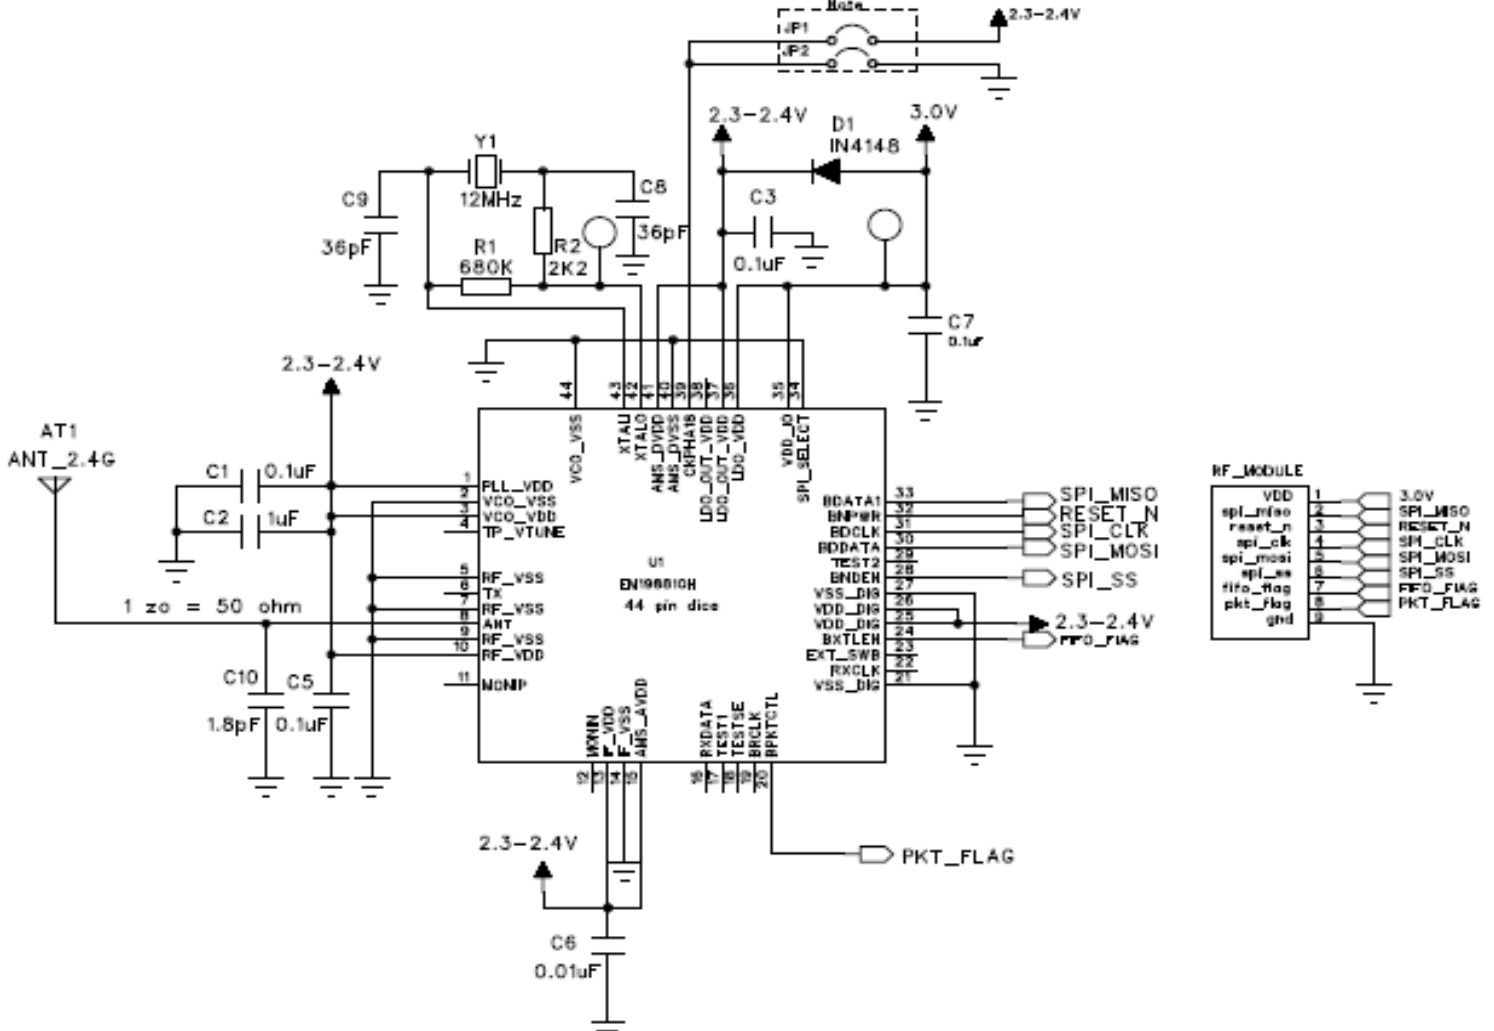 Note
JP1
2.3-2.4V
JP2
2.3-2.4V
D1
IN4148
3.0V
Y1
12MHz
C9
36pF
C8
36pF
R1
680K
R2
2K2
C3
0.1uF
C7
0.1uF
2.3-2.4V
AT1
ANT_2.4G
C1
0.1uF
C2
1uF
1 zo = 50 ohm
C10
1.8pF
C5
0.1uF
44
43
42
41
40
39
38
37
36
35
34
VCO_VSS
XTALI
XTALO
AMS_DVDD
AMS_DVSS
CKPHA1S
LDO_OUT_VDD
LDO_OUT_VDD
LDO_VDD
VDD_IO
SPI_SELECT
1 PLL_VDD
2 VCO_VSS
3 VCO_VDD
4 TP_VTUNE
5 RF_VSS
6 TX
7 RF_VSS
8 ANT
9 RF_VSS
10 RF_VDD
11 MONIP
U1
44 pin dice
BDATA1 33 SPI_MISO
BNPWR 32 RESET_N
BDCLK 31 SPI_CLK
BDDATA 30 SPI_MOSI
TEST2 29
BNDEN 28 SPI_SS
VSS_DIG 27
VDD_DIG 26
VDD_DIG 25 2.3-2.4V
BXTLEN 24 FIFO_FlAG
EXT_SWB 23
RXCLK 22
VSS_DIG 21
MONIN
IF_VDD
IF_VSS
AMS_AVDD
RXDATA
TEST1
TESTSE
BRCLK
BPKTCTL
12
13
14
15
16
17
18
19
20
2.3-2.4V
C6
0.01uF
PKT_FLAG
RF_MODULE
VDD 1 3.0V
spi_miso 2 SPI_MISO
reset_n 3 RESET_N
spi_clk 4 SPI_CLK
spi_mosi 5 SPI_MOSI
spi_ss 6 SPI_SS
fifo_flag 7 FIFO_FlAG
pkt_flag 8 PKT_FLAG
gnd 9